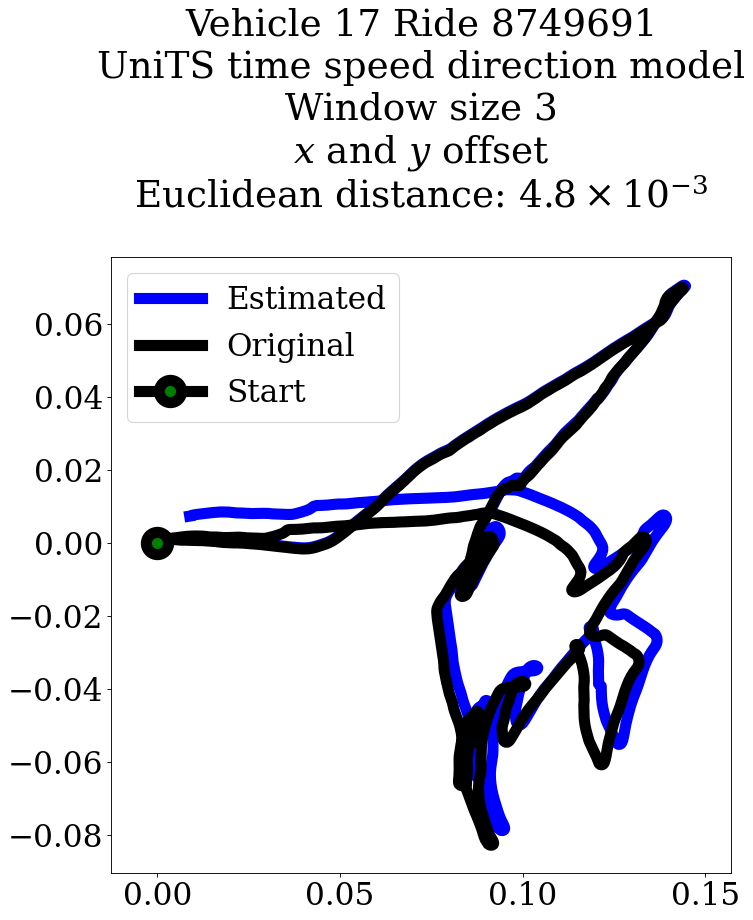 Vehicle 17 Ride 8749691
UniTS time speed direction model
Window size 3
x and y offset
Euclidean distance: 4.8 × 10⁻³
Estimated
Original
Start
0.06
0.04
0.02
0.00
−0.02
−0.04
−0.06
−0.08
0.00 0.05 0.10 0.15